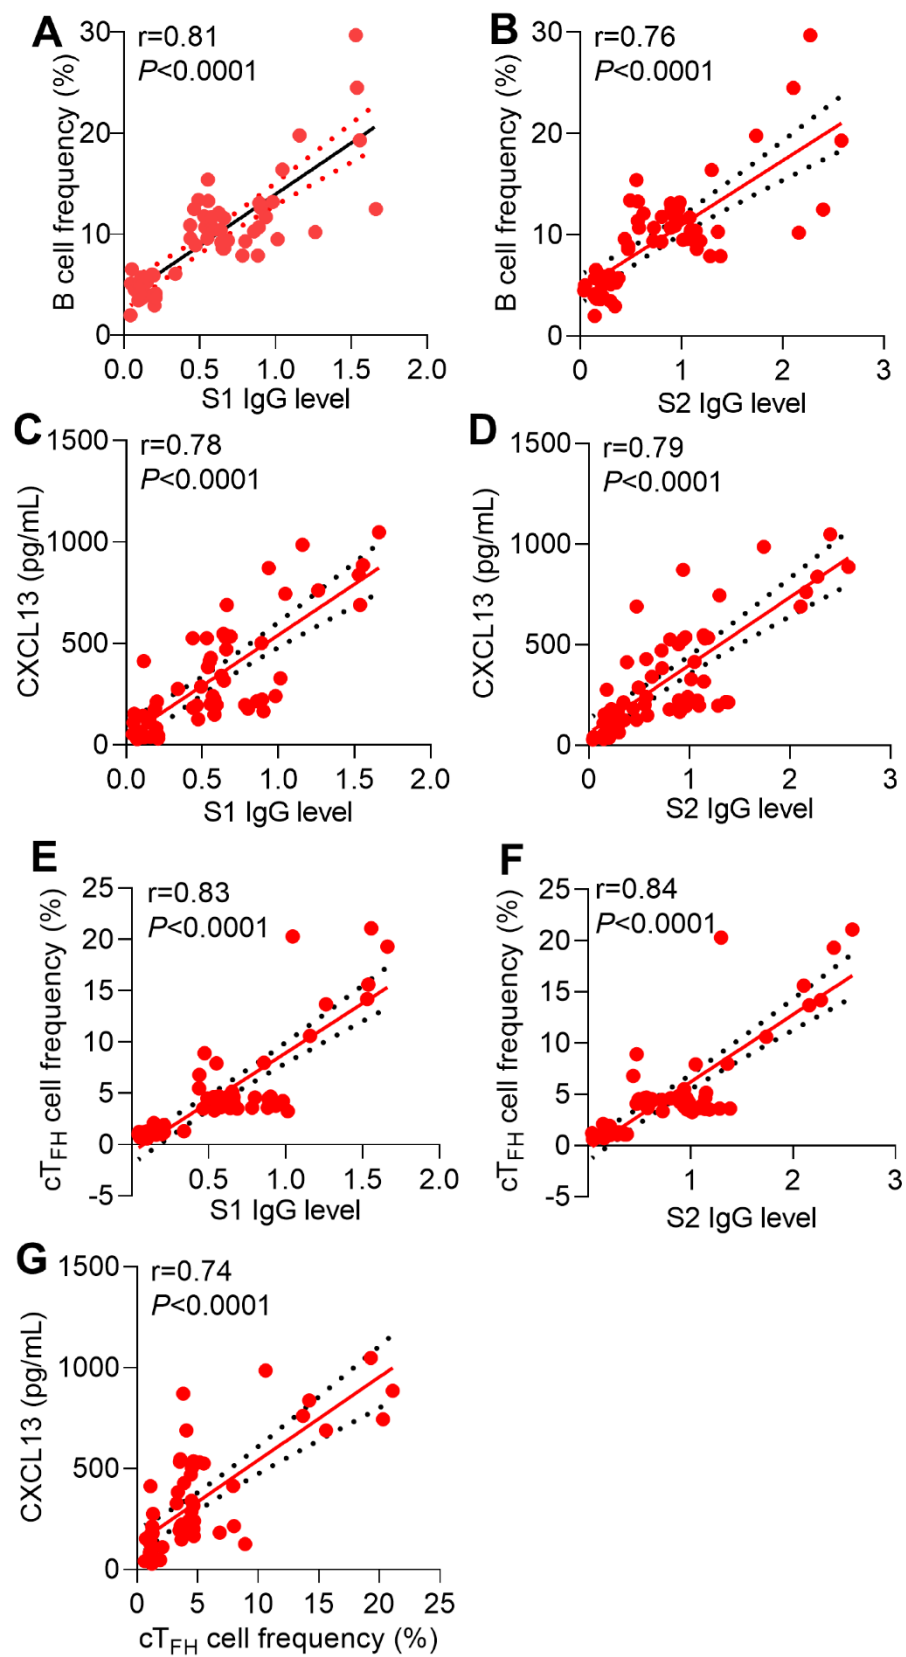 A
r=0.81
P<0.0001
B cell frequency (%)
30
20
10
0
0.0 0.5 1.0 1.5 2.0
S1 IgG level
B
r=0.76
P<0.0001
B cell frequency (%)
30
20
10
0
0 1 2 3
S2 IgG level
C
r=0.78
P<0.0001
CXCL13 (pg/mL)
1500
1000
500
0
0.0 0.5 1.0 1.5 2.0
S1 IgG level
D
r=0.79
P<0.0001
CXCL13 (pg/mL)
1500
1000
500
0
0 1 2 3
S2 IgG level
E
r=0.83
P<0.0001
cTFH cell frequency (%)
25
20
15
10
5
0
-5
0.5 1.0 1.5 2.0
S1 IgG level
F
r=0.84
P<0.0001
cTFH cell frequency (%)
25
20
15
10
5
0
-5
1 2 3
S2 IgG level
G
r=0.74
P<0.0001
CXCL13 (pg/mL)
1500
1000
500
0
0 5 10 15 20 25
cTFH cell frequency (%)